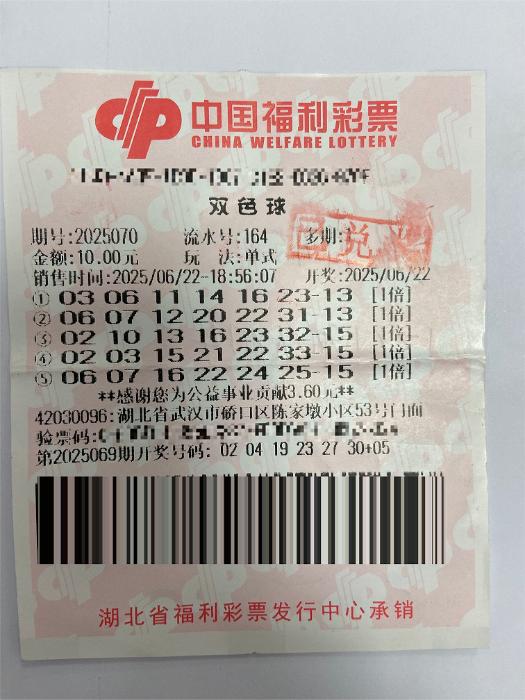 中国福利彩票
CHINA WELFARE LOTTERY
双色球
期号:2025070 流水号:164 多期:1
金额:10.00元 玩 法:单式
销售时间:2025/06/22-18:56:07 开奖:2025/06/22
① 03 06 11 14 16 23-13 [1倍]
② 06 07 12 20 22 31-13 [1倍]
③ 02 10 13 16 23 32-15 [1倍]
④ 02 03 15 21 22 33-15 [1倍]
⑤ 06 07 16 22 24 25-15 [1倍]
**感谢您为公益事业贡献3.60元**
42030096:湖北省武汉市硚口区陈家墩小区53号门面
验票码:
第2025069期开奖号码: 02 04 19 23 27 30+05
湖北省福利彩票发行中心承销